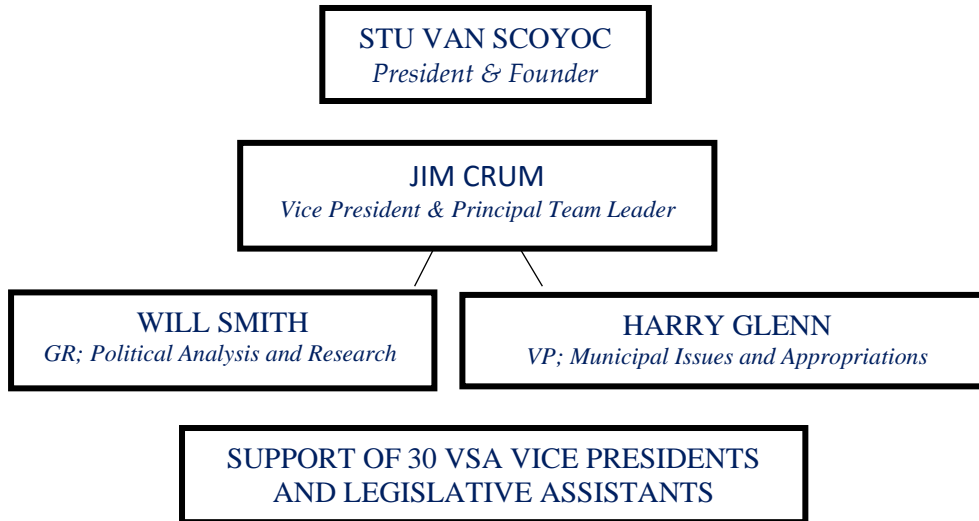 STU VAN SCOYOC
President & Founder
JIM CRUM
Vice President & Principal Team Leader
WILL SMITH
GR; Political Analysis and Research
HARRY GLENN
VP; Municipal Issues and Appropriations
SUPPORT OF 30 VSA VICE PRESIDENTS
AND LEGISLATIVE ASSISTANTS